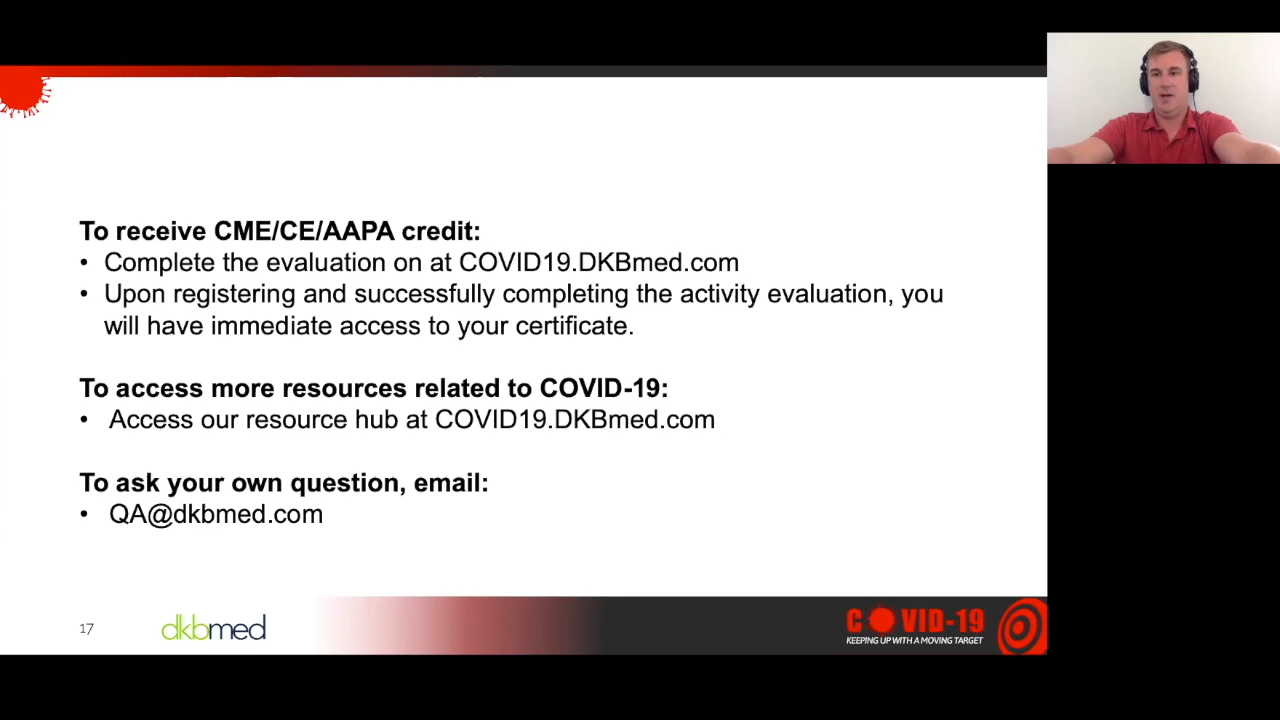 To receive CME/CE/AAPA credit:
• Complete the evaluation on at COVID19.DKBmed.com
• Upon registering and successfully completing the activity evaluation, you
will have immediate access to your certificate.
To access more resources related to COVID-19:
• Access our resource hub at COVID19.DKBmed.com
To ask your own question, email:
• QA@dkbmed.com
17
dkbmed
COVID-19
KEEPING UP WITH A MOVING TARGET